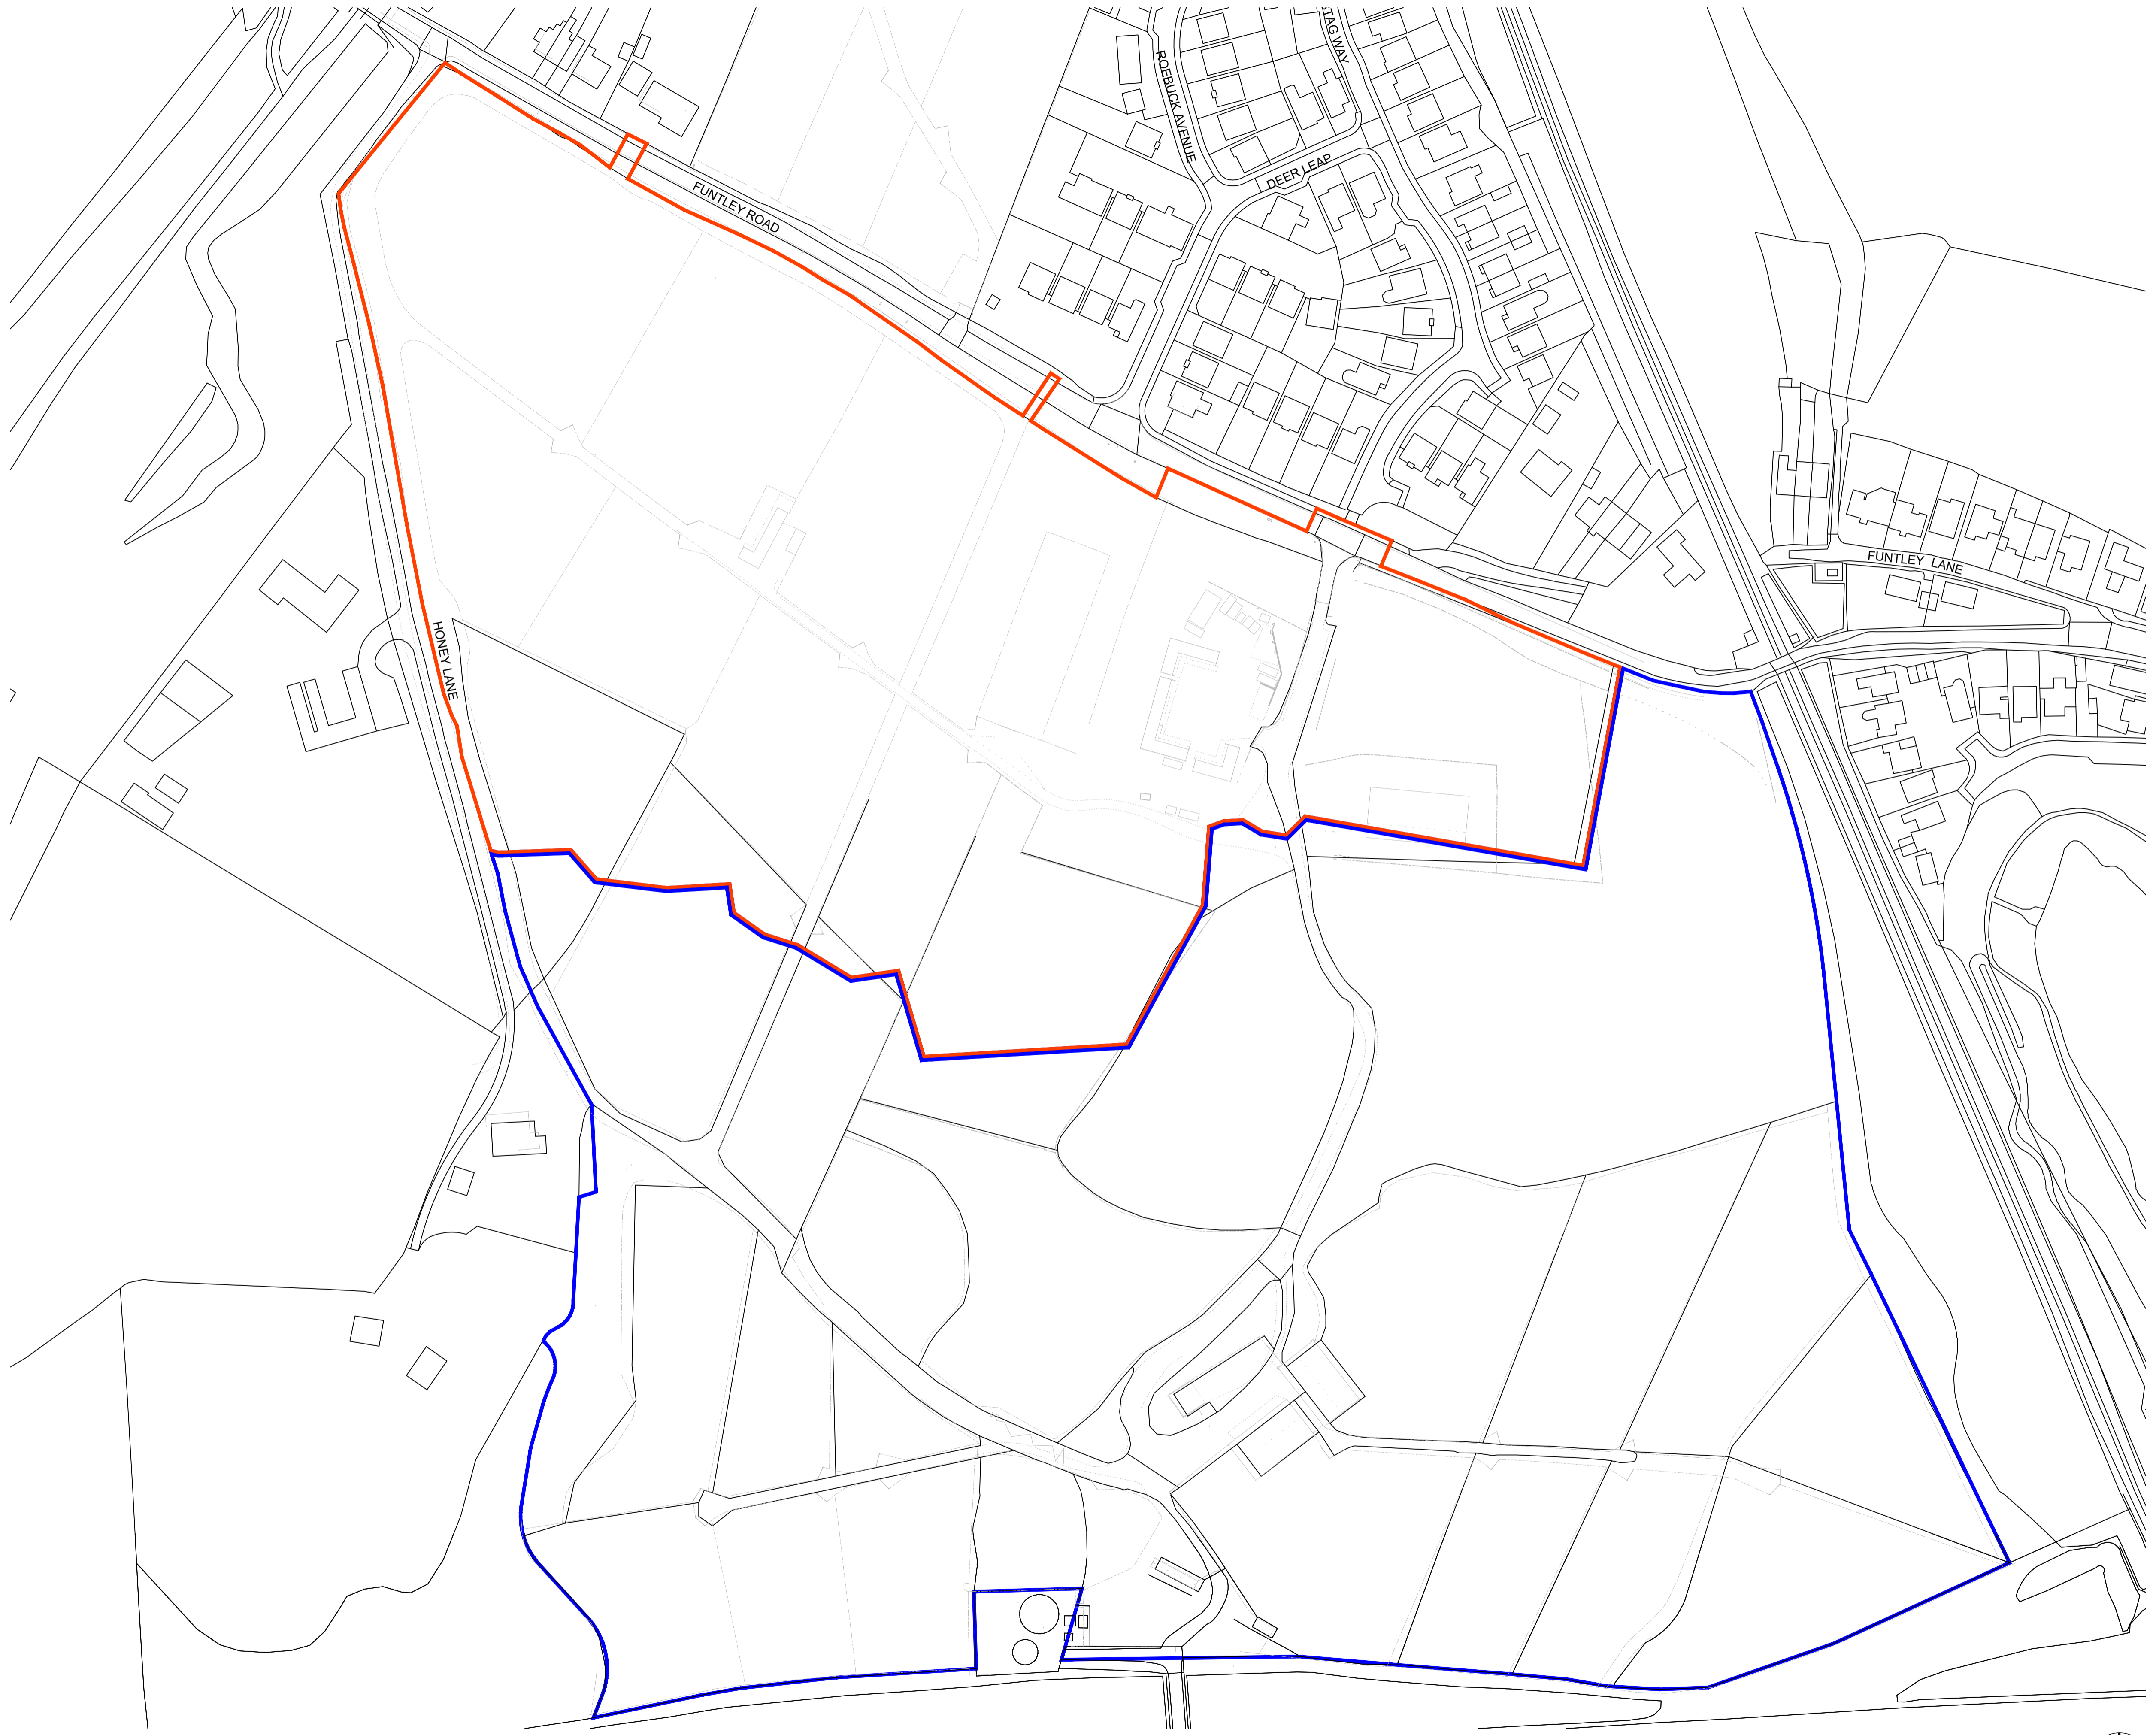 STAG WAY
ROEBUCK AVENUE
DEER LEAP
FUNTLEY ROAD
FUNTLEY LANE
HONEY LANE